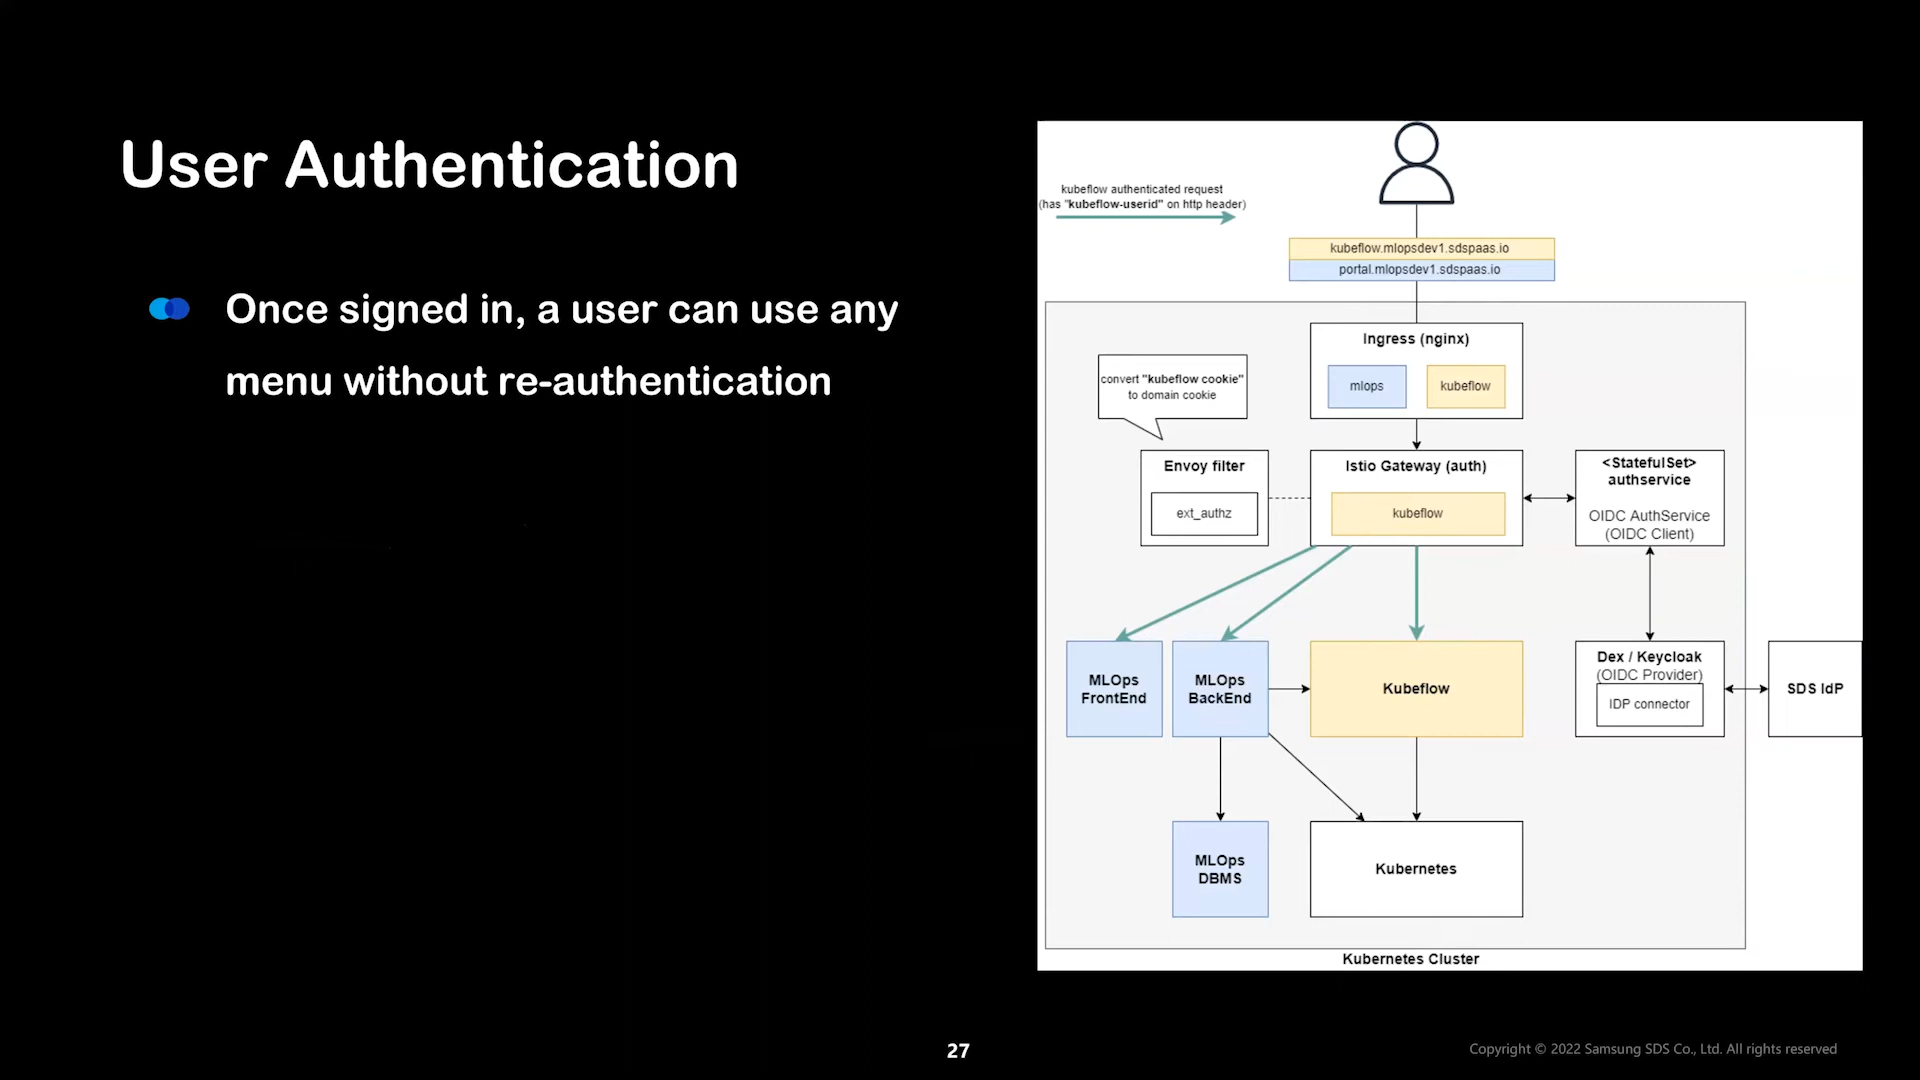 User Authentication
Once signed in, a user can use any
menu without re-authentication
kubeflow authenticated request
(has "kubeflow-userid" on http header)
kubeflow.mlopsdev1.sdspaas.io
portal.mlopsdev1.sdspaas.io
Ingress (nginx)
mlops
kubeflow
convert "kubeflow cookie"
to domain cookie
Envoy filter
ext_authz
Istio Gateway (auth)
kubeflow
<StatefulSet>
authservice
OIDC AuthService
(OIDC Client)
MLOps
FrontEnd
MLOps
BackEnd
Kubeflow
Dex / Keycloak
(OIDC Provider)
IDP connector
SDS IdP
MLOps
DBMS
Kubernetes
Kubernetes Cluster
27
Copyright © 2022 Samsung SDS Co., Ltd. All rights reserved